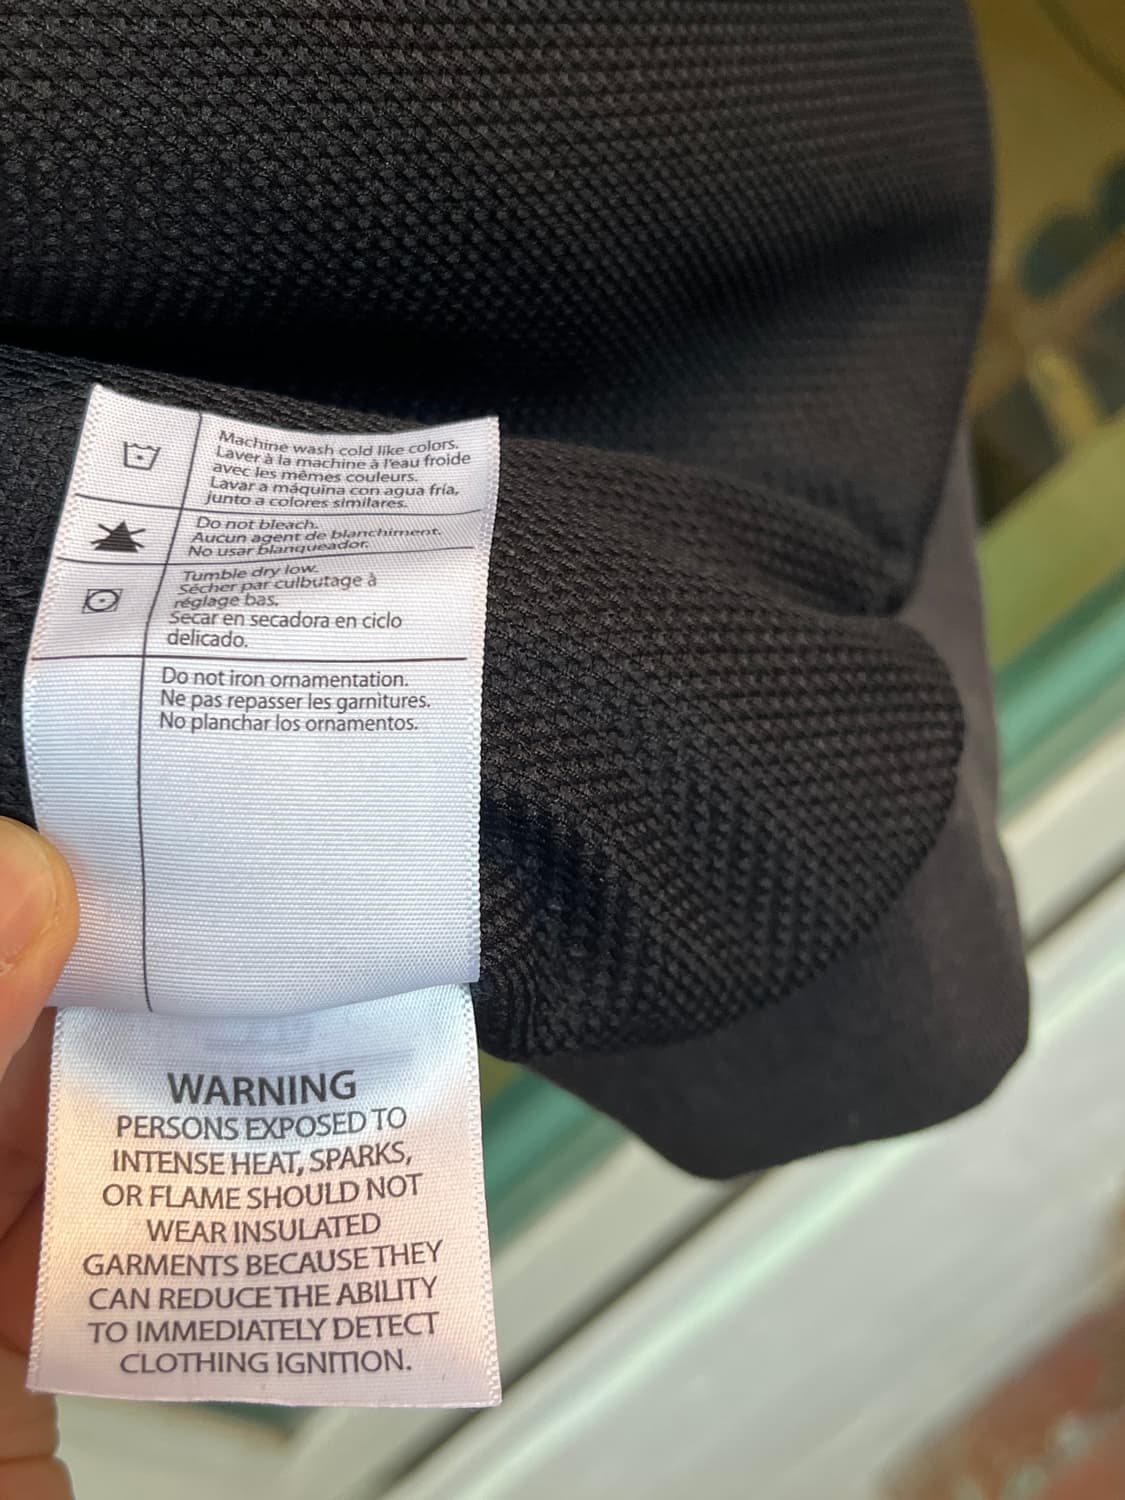 Machine wash cold like colors.
Laver à la machine à l'eau froide
avec les mêmes couleurs.
Lavar a máquina con agua fría,
junto a colores similares.
Do not bleach.
Aucun agent de blanchiment.
No usar blanqueador.
Tumble dry low.
Sécher par culbutage à
réglage bas.
Secar en secadora en ciclo
delicado.
Do not iron ornamentation.
Ne pas repasser les garnitures.
No planchar los ornamentos.
WARNING
PERSONS EXPOSED TO
INTENSE HEAT, SPARKS,
OR FLAME SHOULD NOT
WEAR INSULATED
GARMENTS BECAUSE THEY
CAN REDUCE THE ABILITY
TO IMMEDIATELY DETECT
CLOTHING IGNITION.